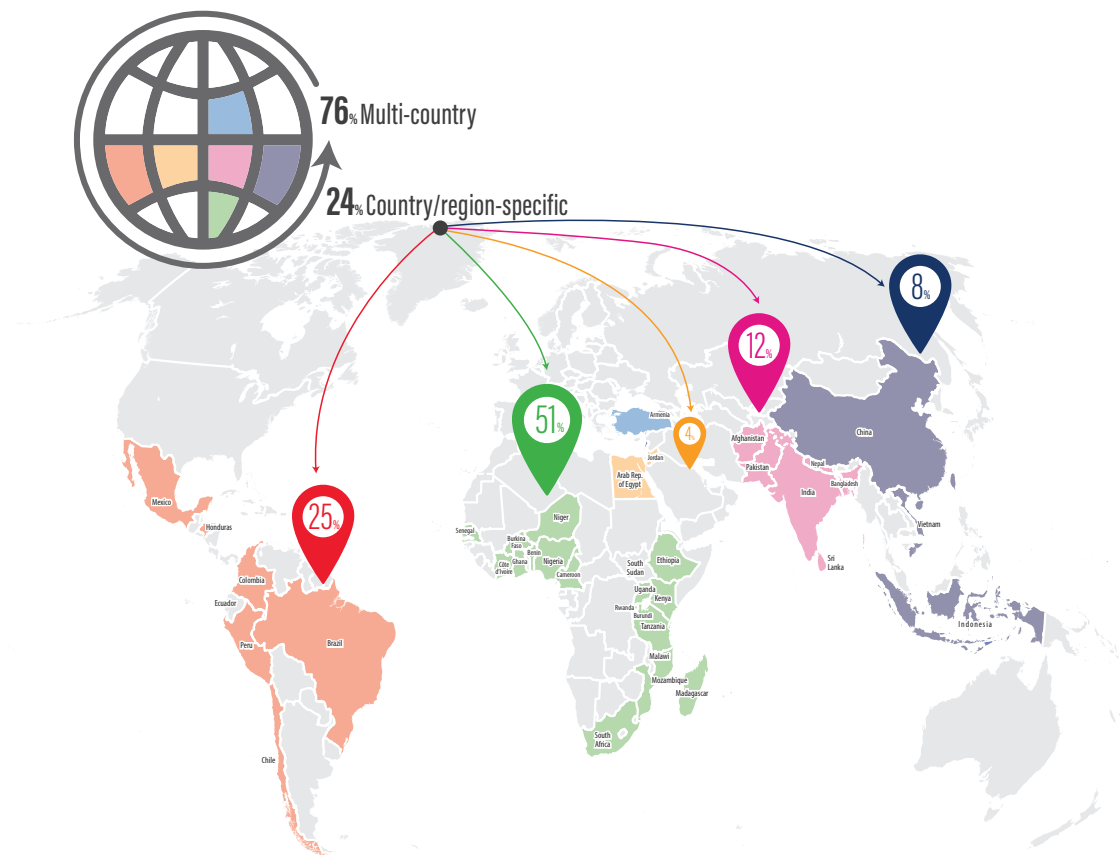 76% Multi-country
24% Country/region-specific
8%
12%
51%
4%
25%
Armenia
Afghanistan
China
Jordan
Pakistan
Nepal
Arab Rep.
of Egypt
Bangladesh
India
Mexico
Honduras
Niger
Senegal
Vietnam
Burkina
Faso
Benin
Ghana
Nigeria
Côte
d'Ivoire
Cameroon
South
Sudan
Ethiopia
Sri
Lanka
Colombia
Uganda
Kenya
Ecuador
Rwanda
Burundi
Tanzania
Indonesia
Peru
Brazil
Malawi
Mozambique
Madagascar
South
Africa
Chile